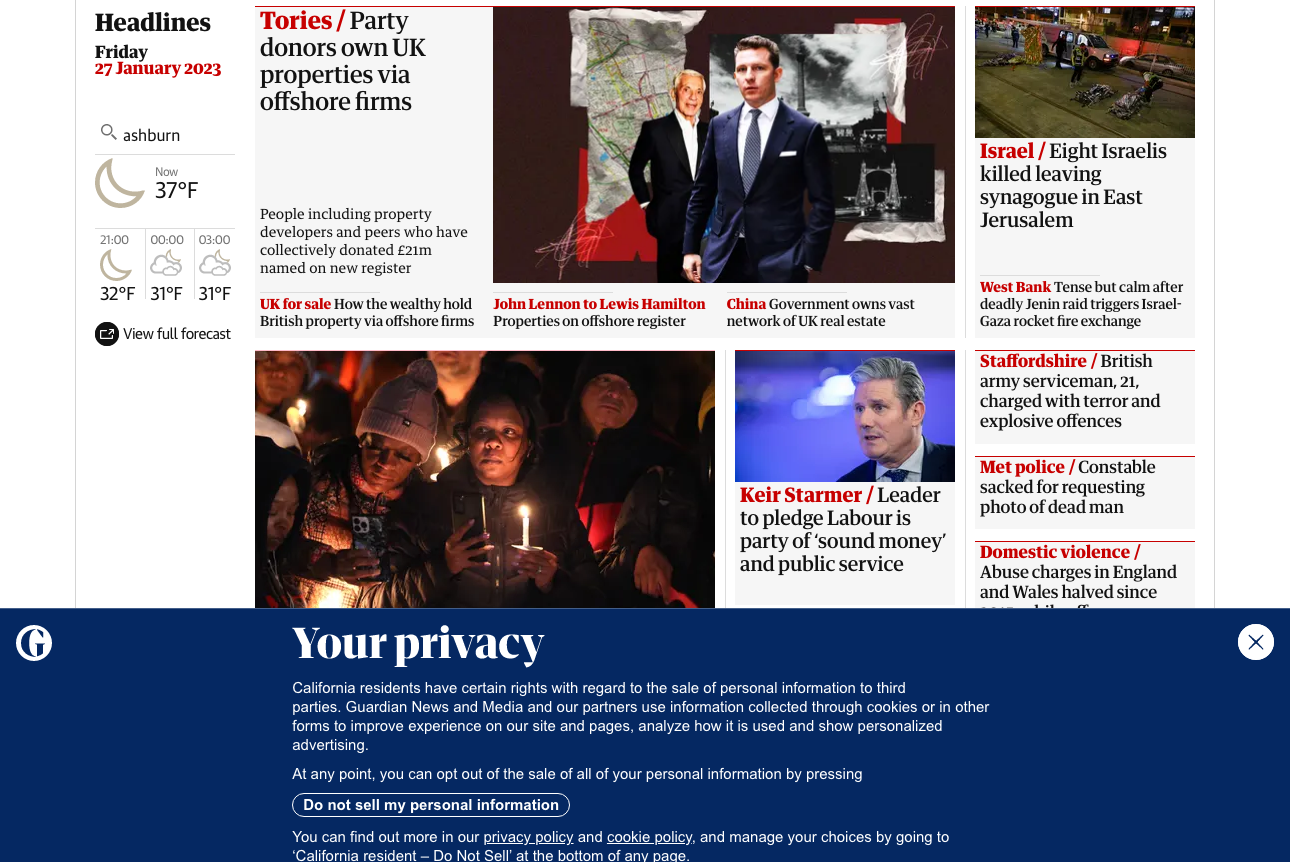 Headlines
Friday
27 January 2023
ashburn
Now
37°F
21:00
32°F
00:00
31°F
03:00
31°F
View full forecast
Tories / Party
donors own UK
properties via
offshore firms
People including property
developers and peers who have
collectively donated £21m
named on new register
UK for sale How the wealthy hold
British property via offshore firms
John Lennon to Lewis Hamilton
Properties on offshore register
China Government owns vast
network of UK real estate
Israel / Eight Israelis
killed leaving
synagogue in East
Jerusalem
West Bank Tense but calm after
deadly Jenin raid triggers Israel-
Gaza rocket fire exchange
Keir Starmer / Leader
to pledge Labour is
party of ‘sound money’
and public service
Staffordshire / British
army serviceman, 21,
charged with terror and
explosive offences
Met police / Constable
sacked for requesting
photo of dead man
Domestic violence /
Abuse charges in England
and Wales halved since
Your privacy
California residents have certain rights with regard to the sale of personal information to third
parties. Guardian News and Media and our partners use information collected through cookies or in other
forms to improve experience on our site and pages, analyze how it is used and show personalized
advertising.
At any point, you can opt out of the sale of all of your personal information by pressing
Do not sell my personal information
You can find out more in our privacy policy and cookie policy, and manage your choices by going to
‘California resident – Do Not Sell’ at the bottom of any page.